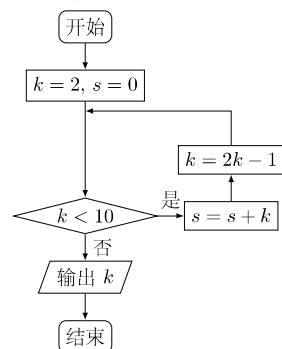 开始
k = 2, s = 0
k = 2k − 1
k < 10
是
s = s + k
否
输出 k
结束